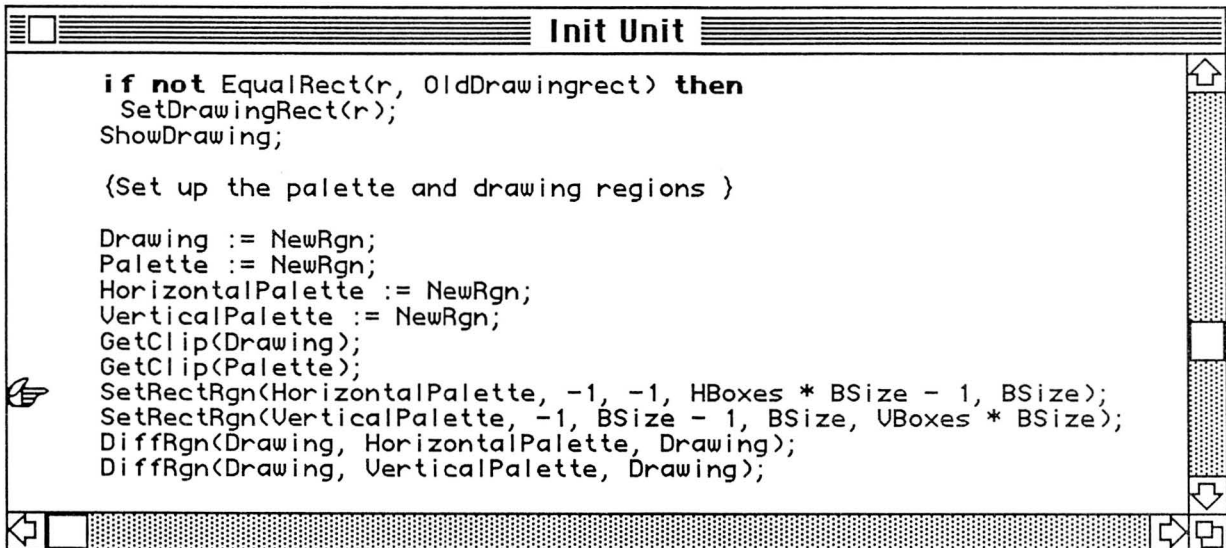 Init Unit
if not EqualRect(r, OldDrawingrect) then
SetDrawingRect(r);
ShowDrawing;
{Set up the palette and drawing regions }
Drawing := NewRgn;
Palette := NewRgn;
HorizontalPalette := NewRgn;
VerticalPalette := NewRgn;
GetClip(Drawing);
GetClip(Palette);
SetRectRgn(HorizontalPalette, -1, -1, HBoxes * BSize - 1, BSize);
SetRectRgn(VerticalPalette, -1, BSize - 1, BSize, VBoxes * BSize);
DiffRgn(Drawing, HorizontalPalette, Drawing);
DiffRgn(Drawing, VerticalPalette, Drawing);